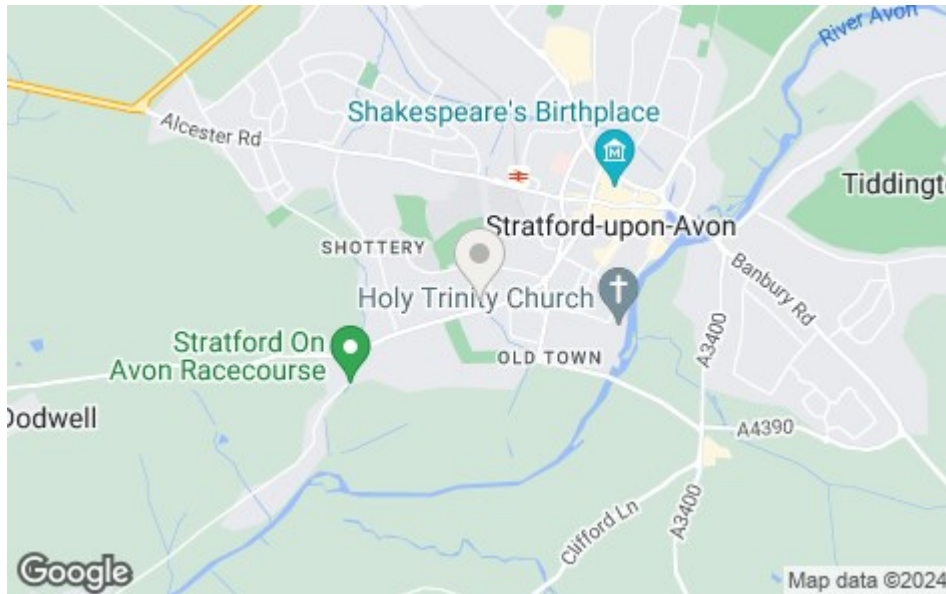 River Avon
Shakespeare's Birthplace
Alcester Rd
Tiddingt
Stratford-upon-Avon
SHOTTERY
Banbury Rd
Holy Trinity Church
A3400
Stratford On
Avon Racecourse
OLD TOWN
Dodwell
A4390
Clifford Ln
A3400
Google
Map data ©2024